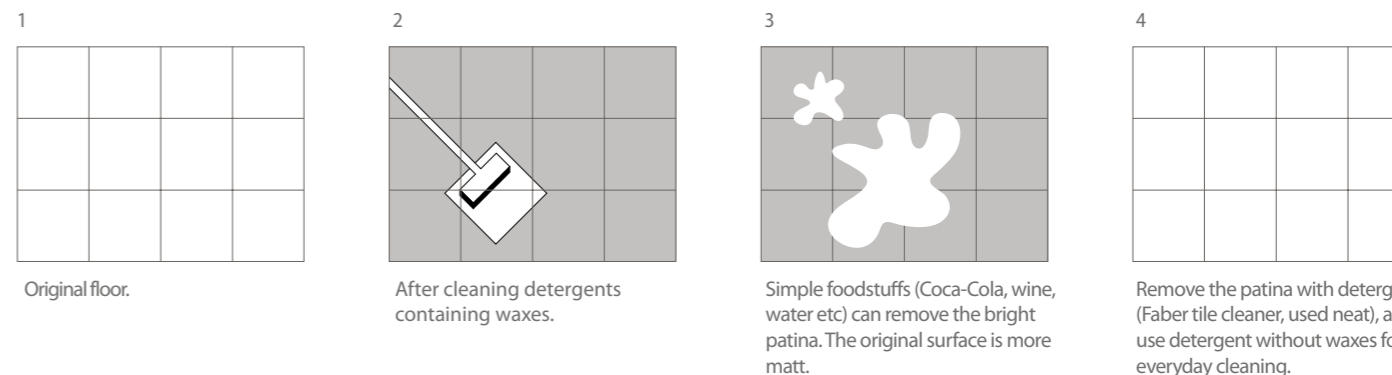 1
Original floor.
2
After cleaning detergents
containing waxes.
3
Simple foodstuffs (Coca-Cola, wine,
water etc) can remove the bright
patina. The original surface is more
matt.
4
Remove the patina with
(Faber tile cleaner, used neat),
use detergent without waxes
everyday cleaning.